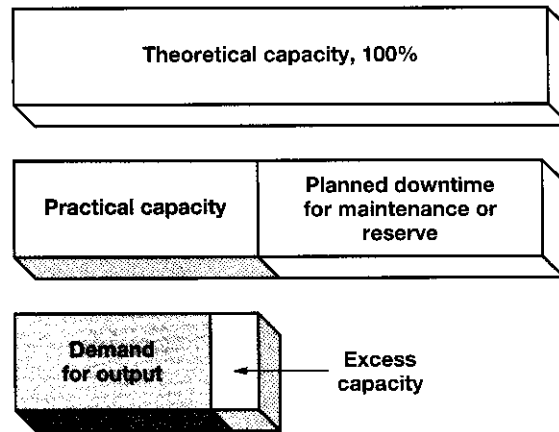 Theoretical capacity, 100%
Practical capacity
Planned downtime
for maintenance or
reserve
Demand
for output
Excess
capacity